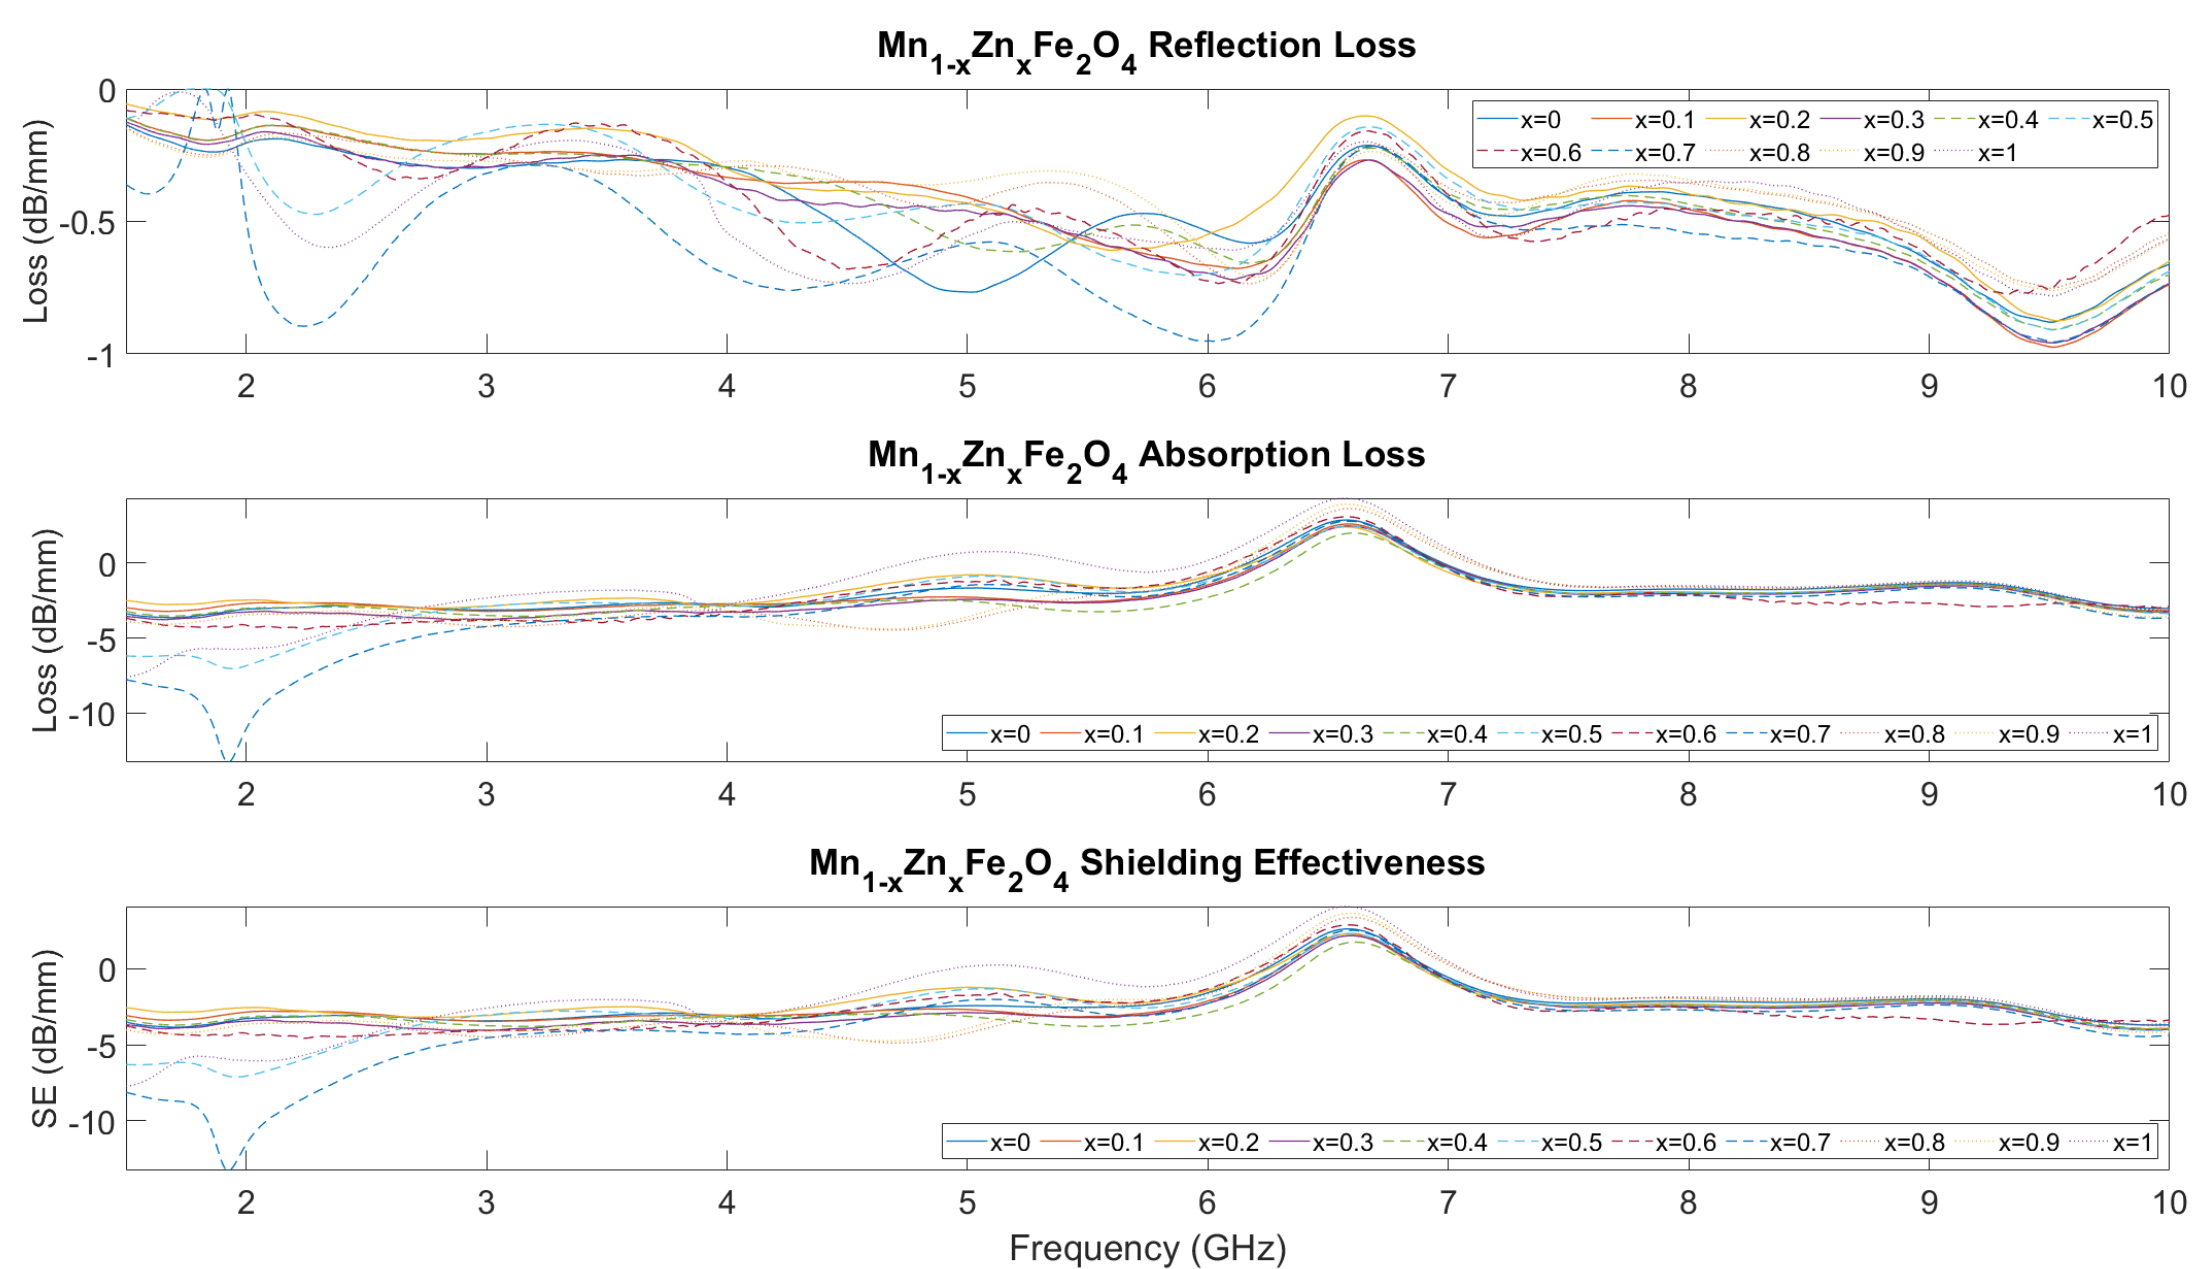 Mn1-xZnxFe2O4 Reflection Loss
Loss (dB/mm)
0
-0.5
-1
x=0 x=0.1 x=0.2 x=0.3 x=0.4 x=0.5
x=0.6 x=0.7 x=0.8 x=0.9 x=1
2 3 4 5 6 7 8 9 10
Mn1-xZnxFe2O4 Absorption Loss
Loss (dB/mm)
0
-5
-10
x=0 x=0.1 x=0.2 x=0.3 x=0.4 x=0.5 x=0.6 x=0.7 x=0.8 x=0.9 x=1
2 3 4 5 6 7 8 9 10
Mn1-xZnxFe2O4 Shielding Effectiveness
SE (dB/mm)
0
-5
-10
x=0 x=0.1 x=0.2 x=0.3 x=0.4 x=0.5 x=0.6 x=0.7 x=0.8 x=0.9 x=1
2 3 4 5 6 7 8 9 10
Frequency (GHz)